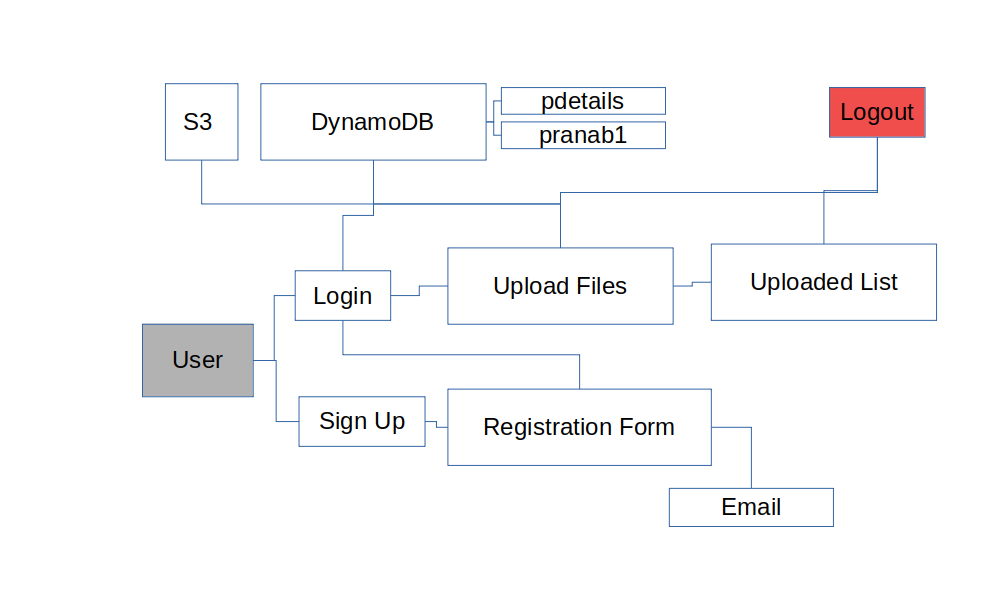 S3
DynamoDB
pdetails
pranab1
Logout
Login
Upload Files
Uploaded List
User
Sign Up
Registration Form
Email